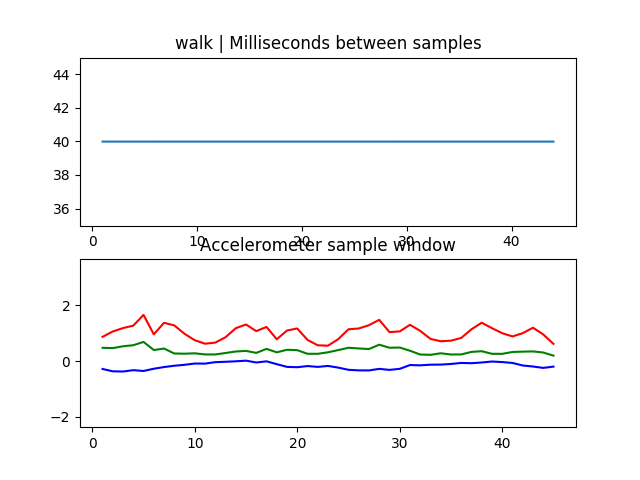 walk | Milliseconds between samples
44
42
40
38
36
0 10 20 30 40
Accelerometer sample window
2
0
−2
0 10 20 30 40